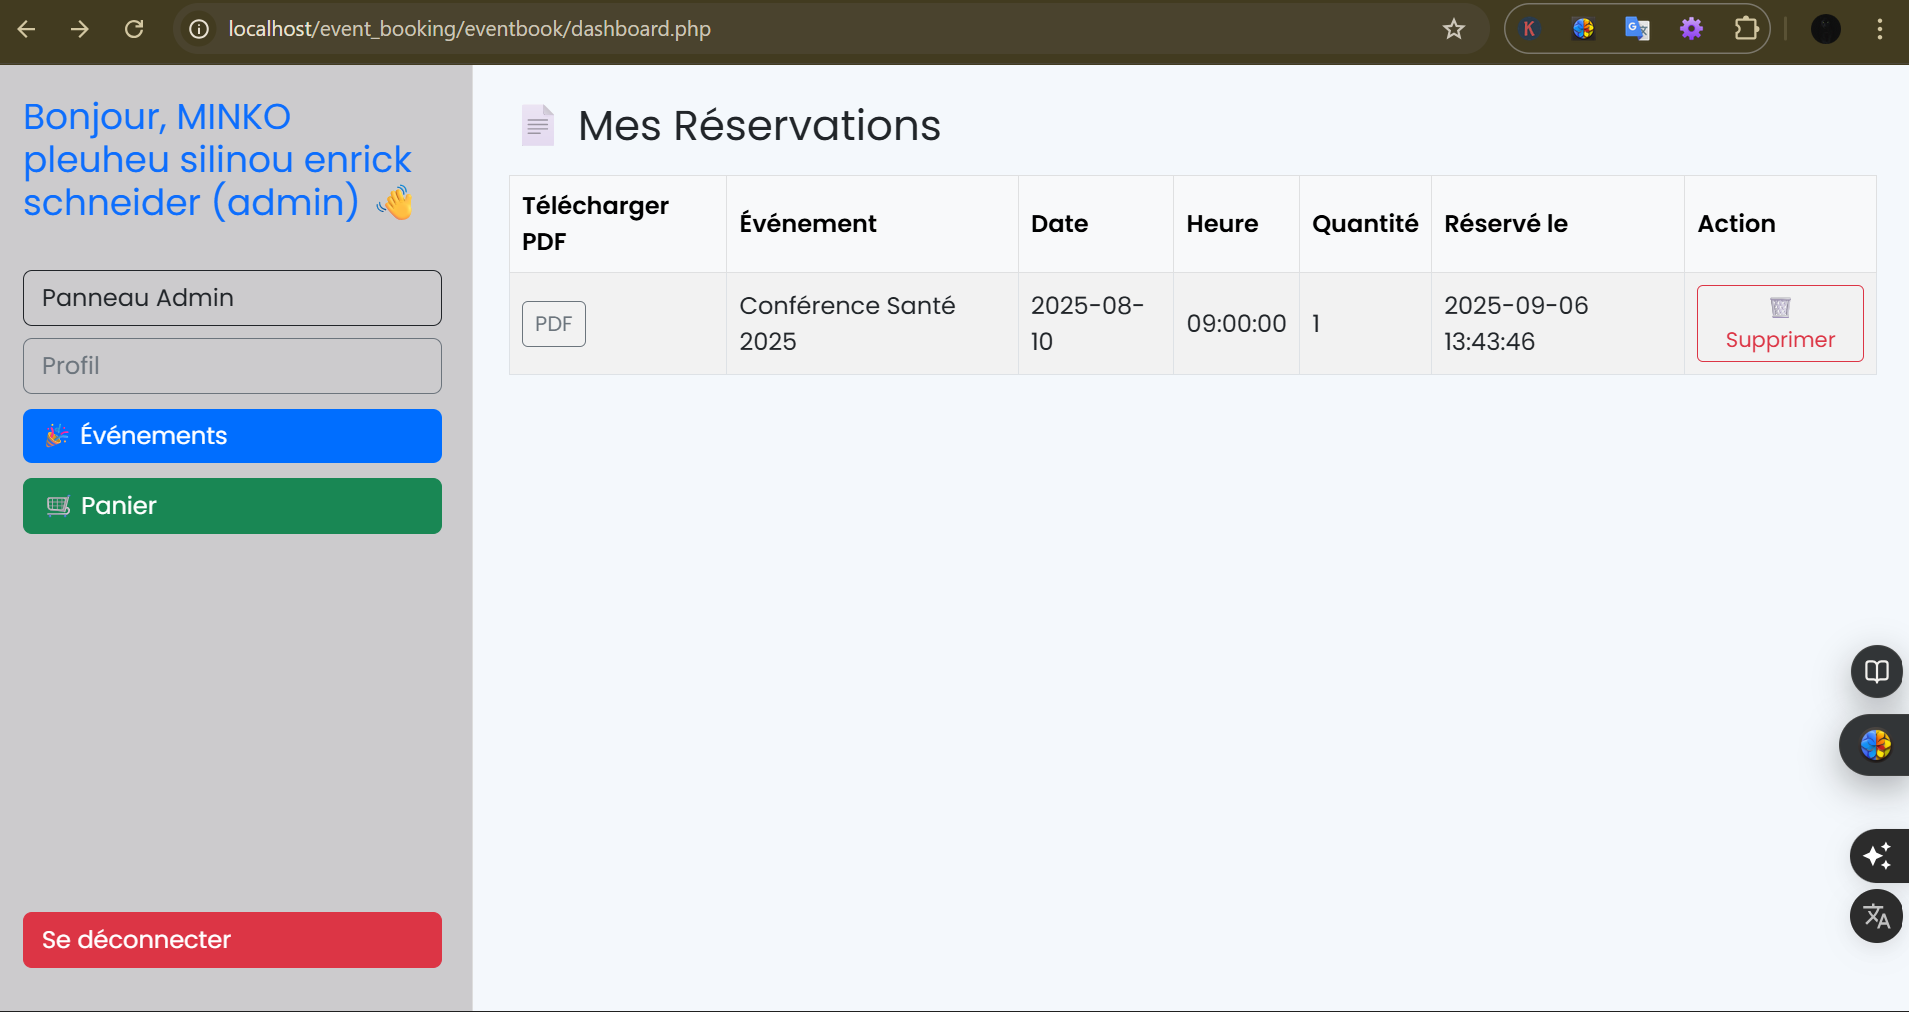 localhost/event_booking/eventbook/dashboard.php
K
G
Bonjour, MINKO
pleuheu silinou enrick
schneider (admin) 👋
Panneau Admin
Profil
🎉 Événements
🛒 Panier
Se déconnecter
📄 Mes Réservations
Télécharger
PDF
Événement
Date
Heure
Quantité
Réservé le
Action
PDF
Conférence Santé
2025
2025-08-
10
09:00:00
1
2025-09-06
13:43:46
🗑️
Supprimer